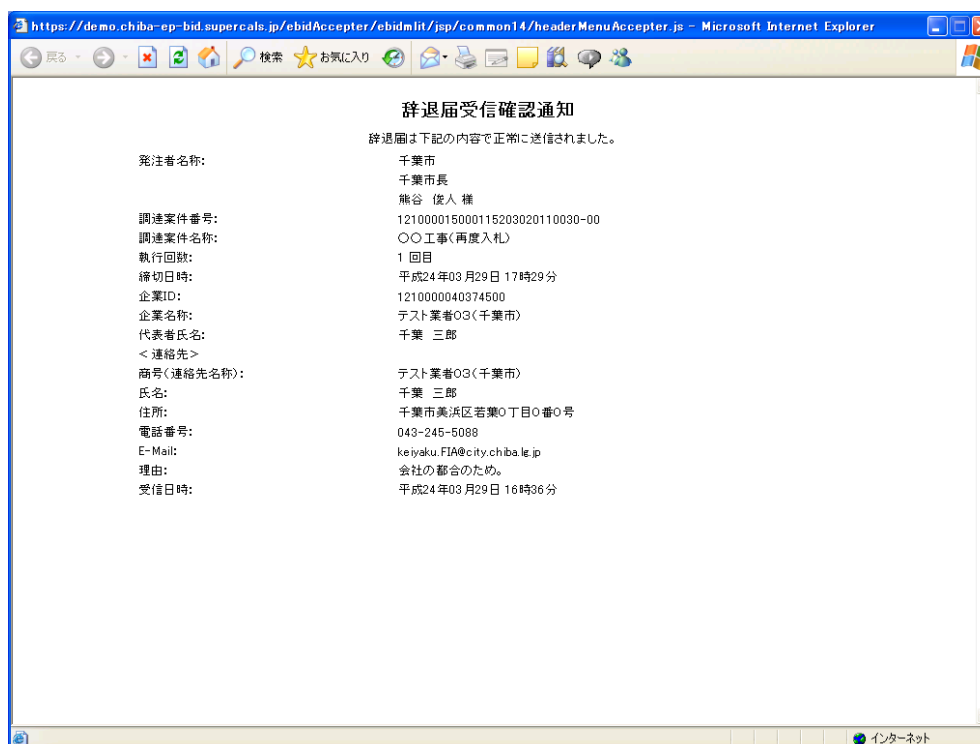 https://demo.chiba-ep-bid.supercals.jp/ebidAccepter/ebidmlit/jsp/common14/headerMenuAccepter.js - Microsoft Internet Explorer
戻る 検索 お気に入り
辞退届受信確認通知
辞退届は下記の内容で正常に送信されました。
発注者名称: 千葉市
千葉市長
熊谷 俊人 様
調達案件番号: 121000015000115203020110030-00
調達案件名称: 〇〇工事(再度入札)
執行回数: 1 回目
締切日時: 平成24年03月29日 17時29分
企業ID: 1210000040374500
企業名称: テスト業者03(千葉市)
代表者氏名: 千葉 三郎
<連絡先>
商号(連絡先名称): テスト業者03(千葉市)
氏名: 千葉 三郎
住所: 千葉市美浜区若葉0丁目0番0号
電話番号: 043-245-5088
E-Mail: keiyaku.FIA@city.chiba.lg.jp
理由: 会社の都合のため。
受信日時: 平成24年03月29日 16時36分
インターネット